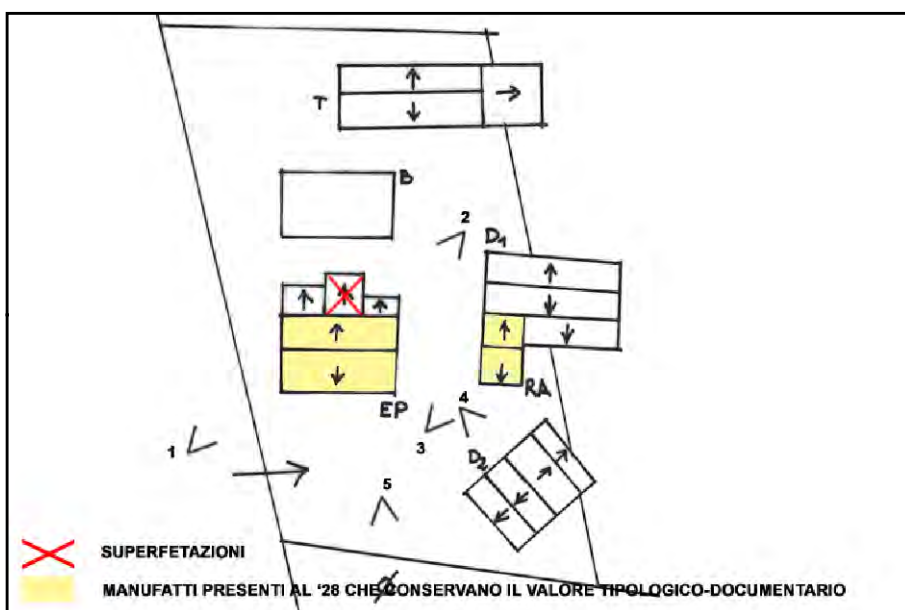 T
B
2
D1
RA
EP
4
3
D2
1
5
SUPERFETAZIONI
MANUFATTI PRESENTI AL '28 CHE CONSERVANO IL VALORE TIPOLOGICO-DOCUMENTARIO